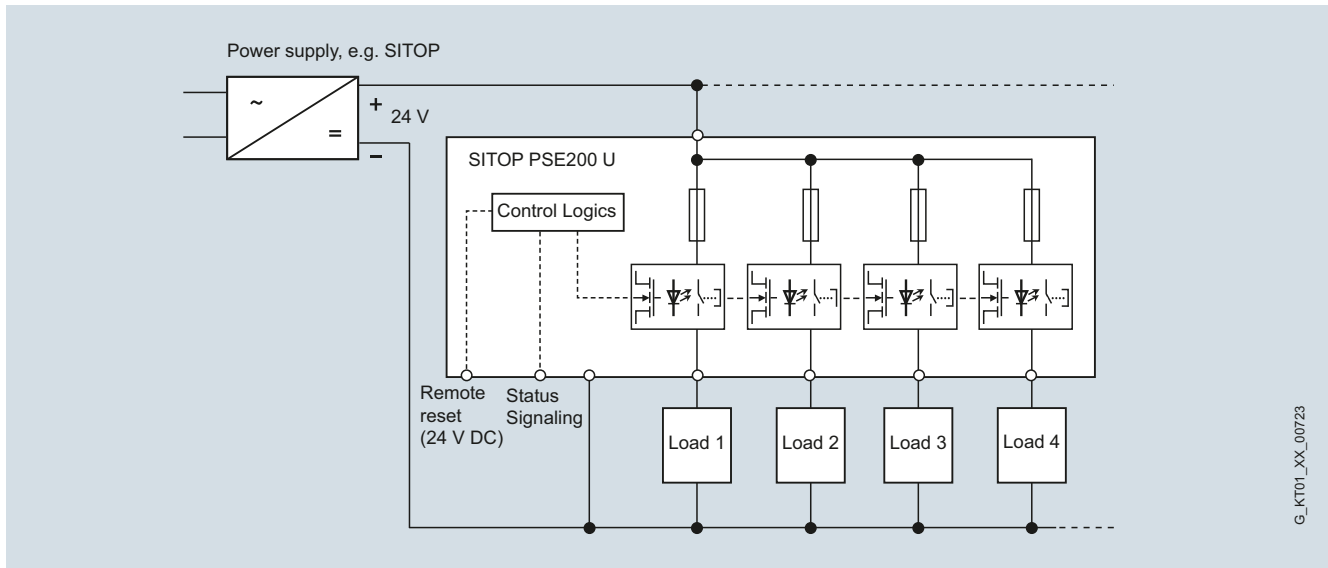 Power supply, e.g. SITOP
~
=
+
24 V
–
SITOP PSE200 U
Control Logics
Remote
reset
(24 V DC)
Status
Signaling
Load 1
Load 2
Load 3
Load 4
G_KT01_XX_00723